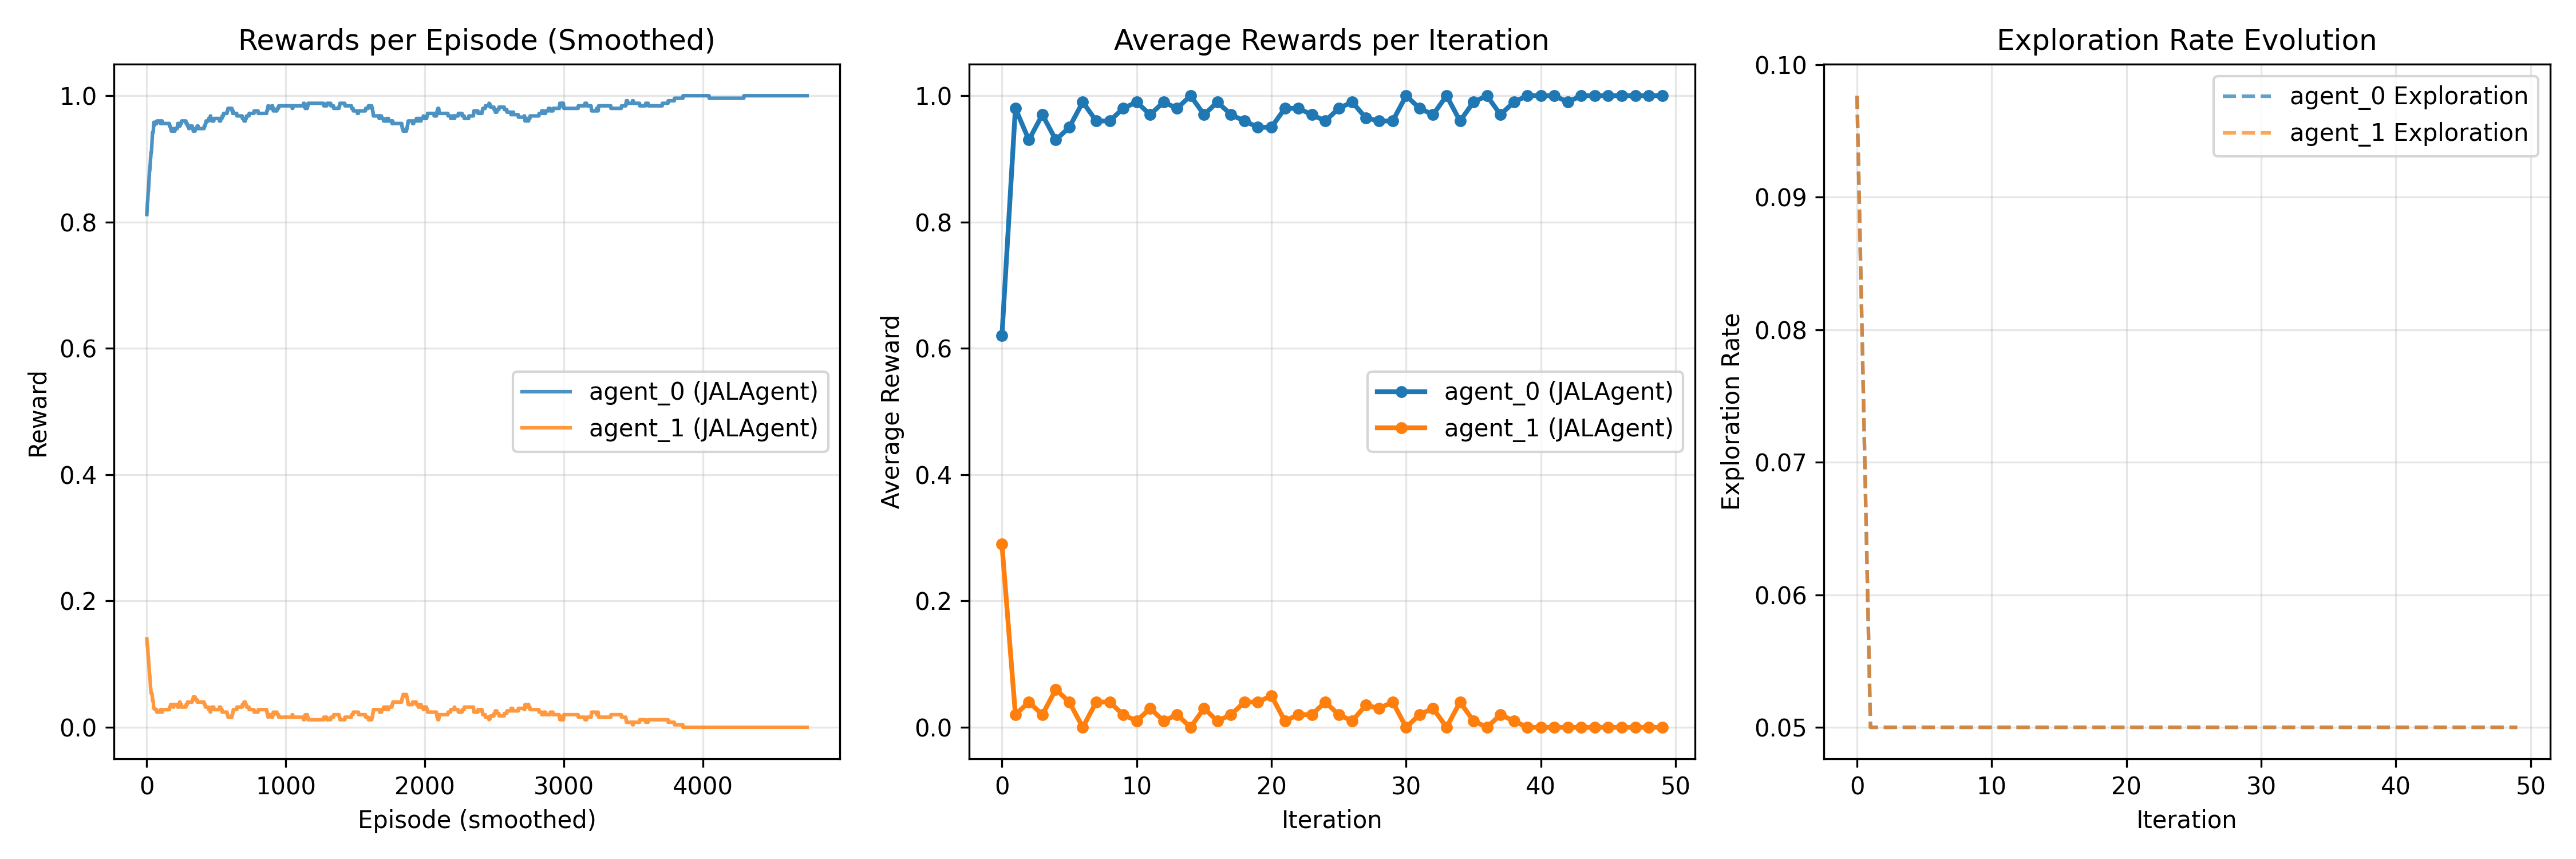 Rewards per Episode (Smoothed)
1.0
0.8
0.6
0.4
0.2
0.0
Reward
agent_0 (JALAgent)
agent_1 (JALAgent)
0
1000
2000
3000
4000
Episode (smoothed)
Average Rewards per Iteration
1.0
0.8
0.6
0.4
0.2
0.0
Average Reward
agent_0 (JALAgent)
agent_1 (JALAgent)
0
10
20
30
40
50
Iteration
Exploration Rate Evolution
0.10
0.09
0.08
0.07
0.06
0.05
Exploration Rate
agent_0 Exploration
agent_1 Exploration
0
10
20
30
40
50
Iteration